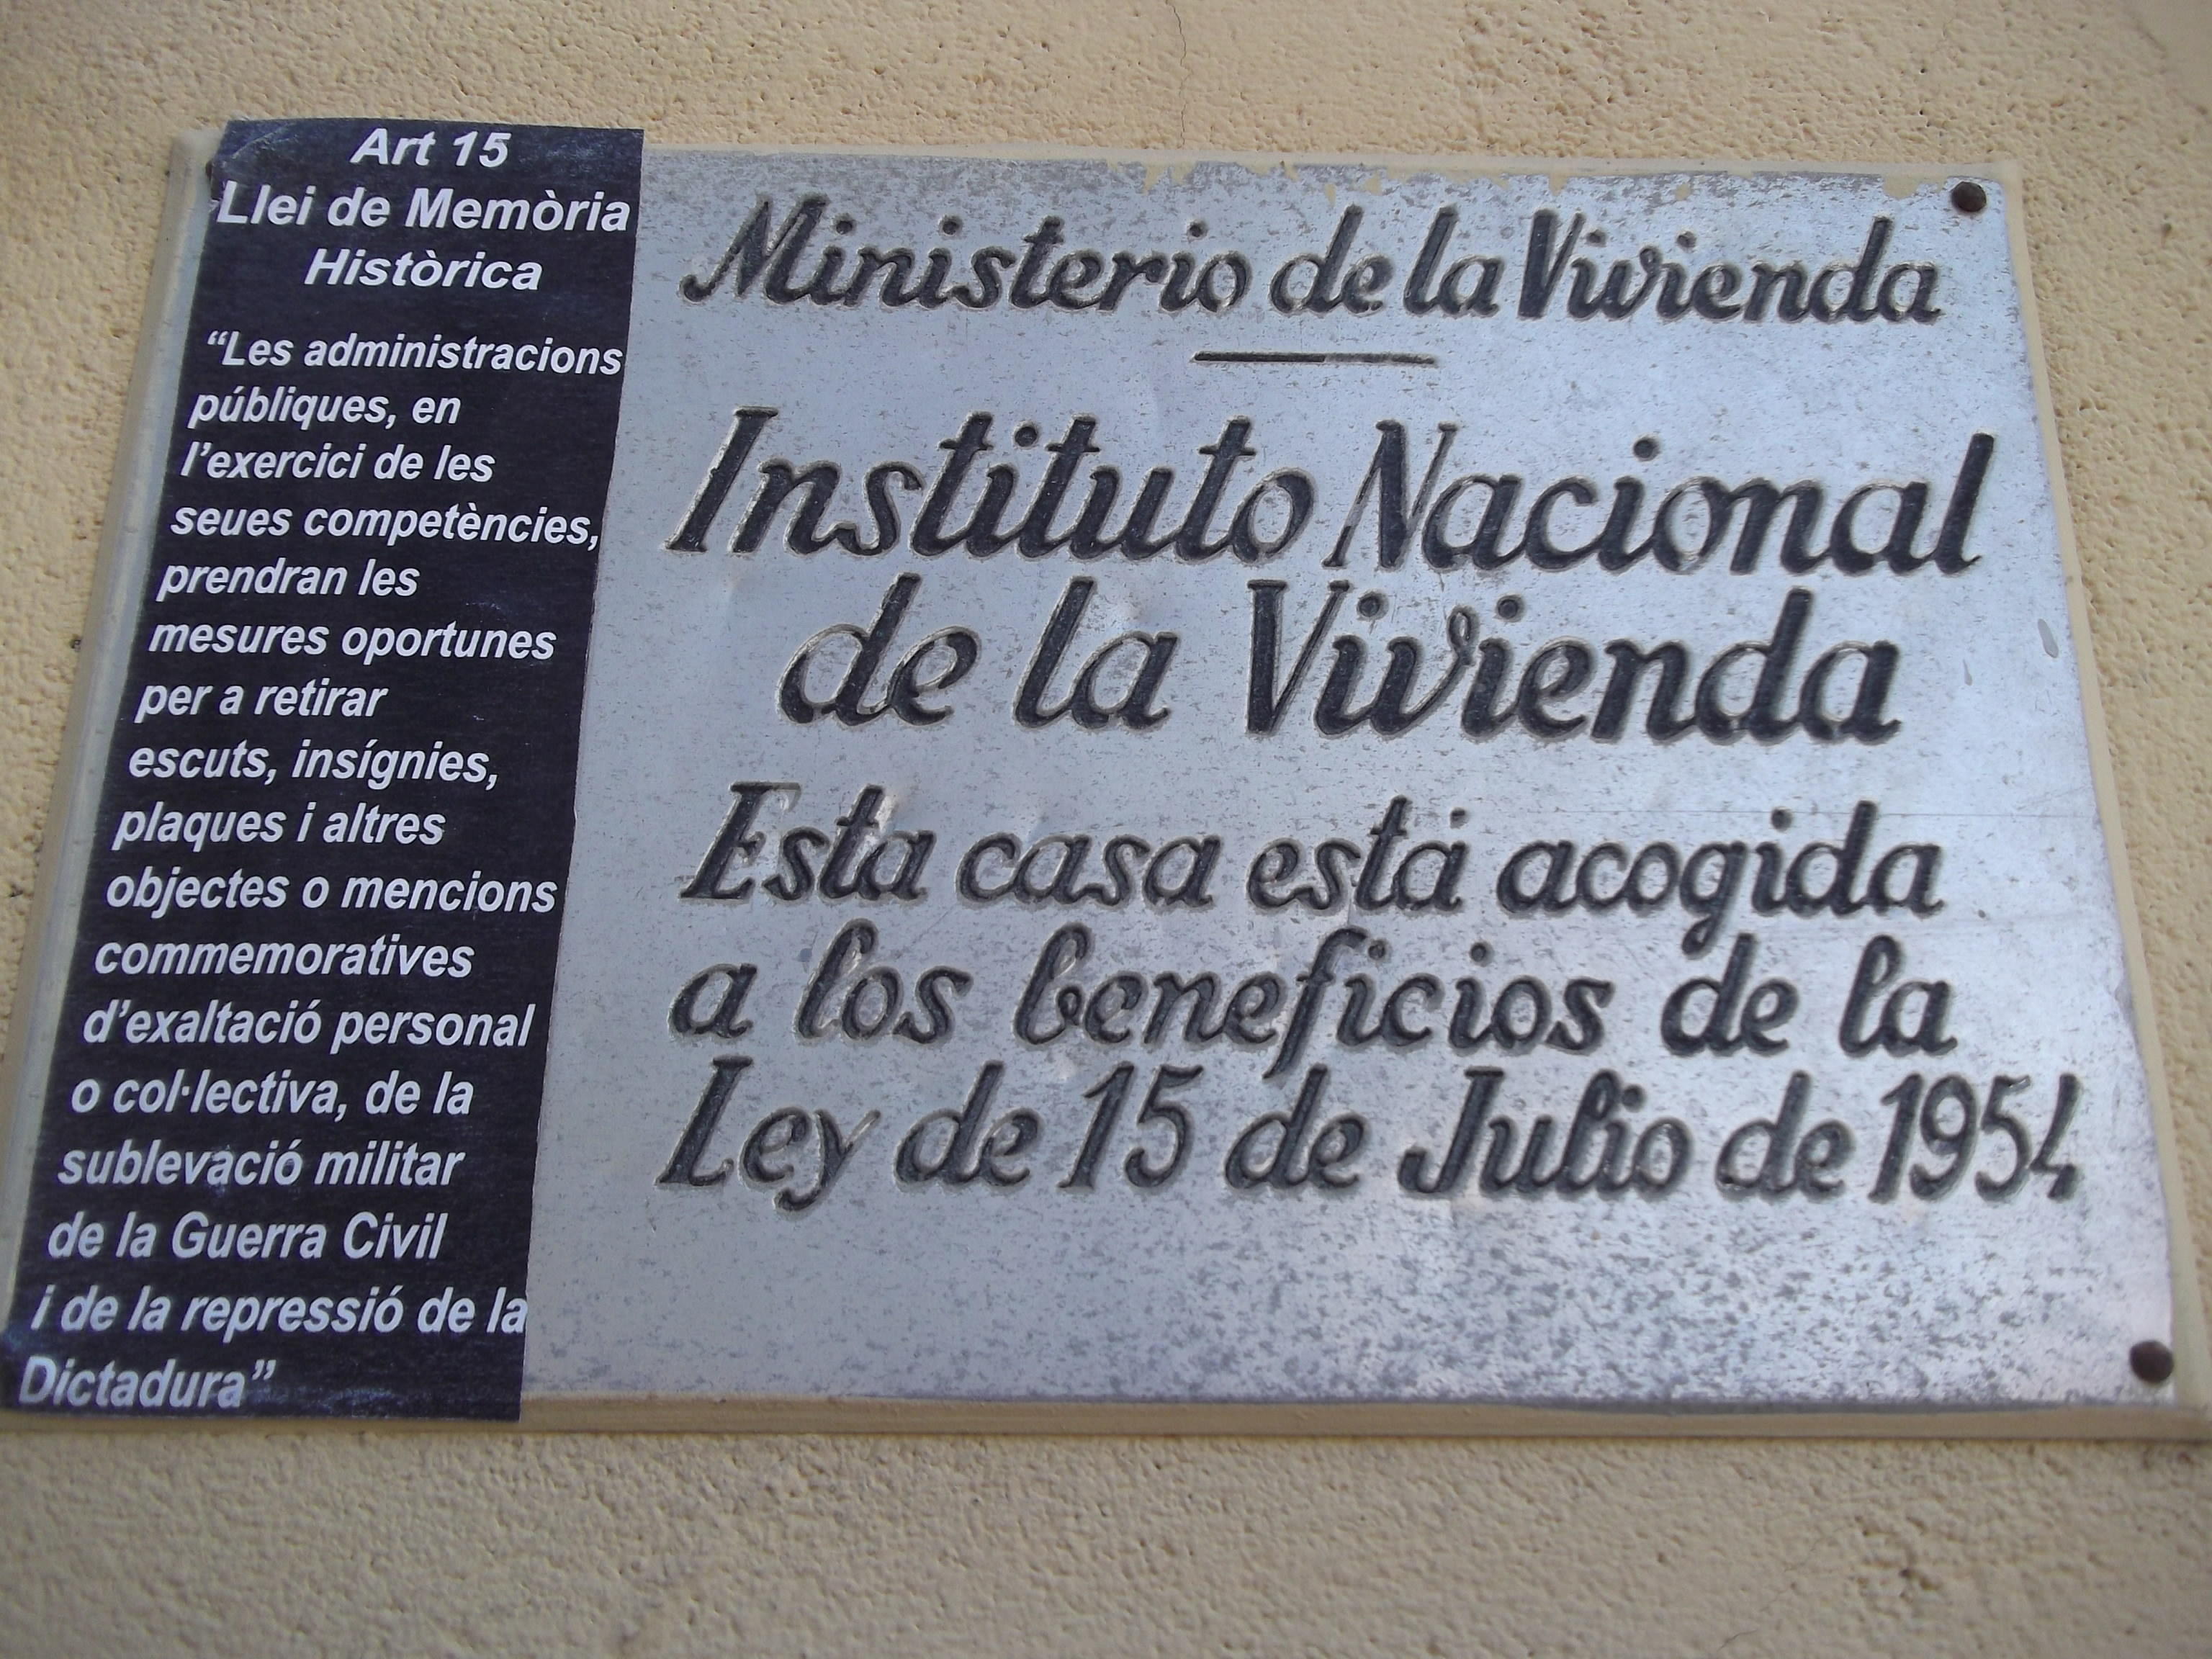 Art 15
Llei de Memòria
Històrica
“Les administracions
públiques, en
l’exercici de les
seues competències,
prendran les
mesures oportunes
per a retirar
escuts, insígnies,
plaques i altres
objectes o mencions
commemoratives
d’exaltació personal
o col·lectiva, de la
sublevació militar
de la Guerra Civil
i de la repressió de la
Dictadura”
Ministerio de la Vivienda
Instituto Nacional
de la Vivienda
Esta casa está acogida
a los beneficios de la
Ley de 15 de Julio de 1954